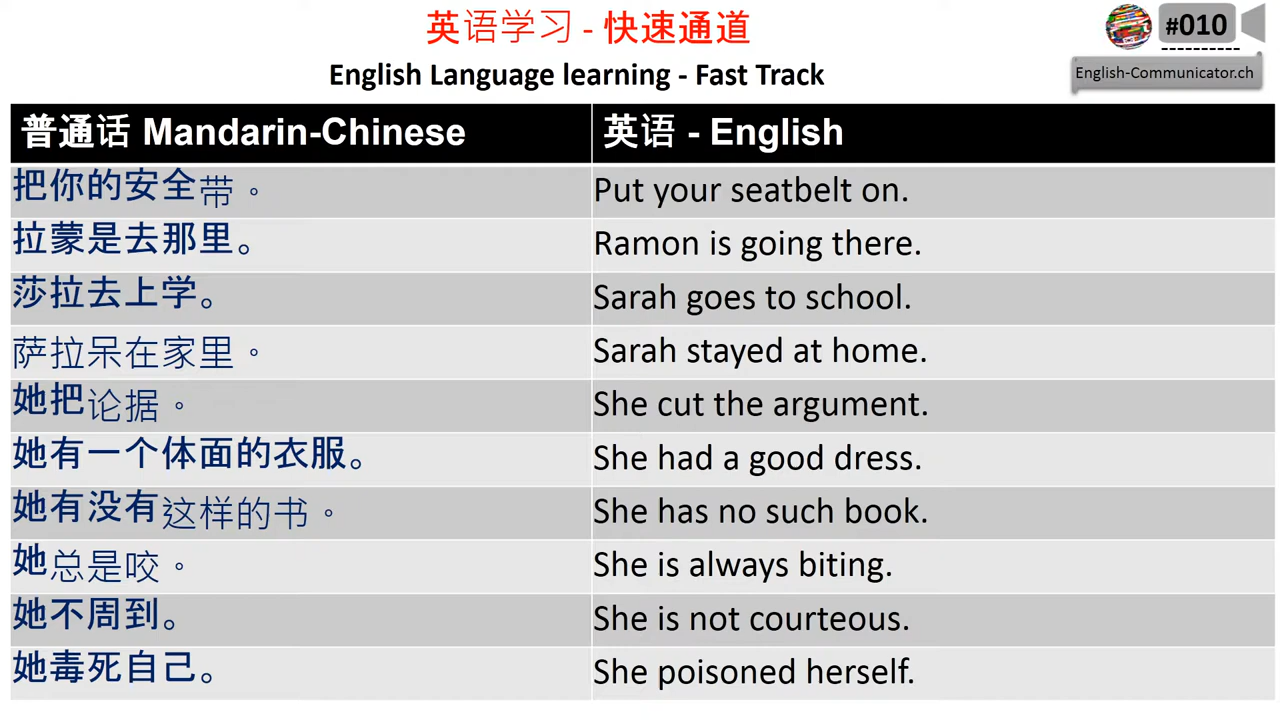 英语学习 - 快速通道
#010
English Language learning - Fast Track
English-Communicator.ch
普通话 Mandarin-Chinese
英语 - English
把你的安全带。
Put your seatbelt on.
拉蒙是去那里。
Ramon is going there.
莎拉去上学。
Sarah goes to school.
萨拉呆在家里。
Sarah stayed at home.
她把论据。
She cut the argument.
她有一个体面的衣服。
She had a good dress.
她有没有这样的书。
She has no such book.
她总是咬。
She is always biting.
她不周到。
She is not courteous.
她毒死自己。
She poisoned herself.